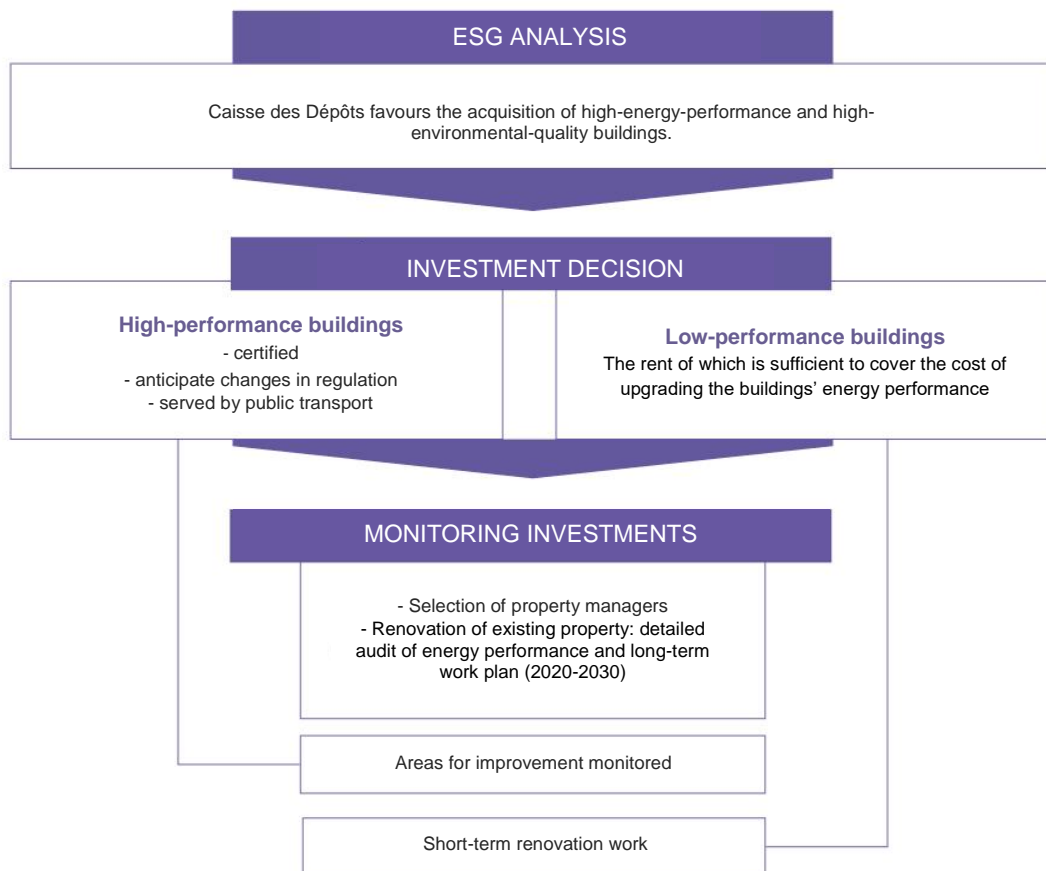 ESG ANALYSIS
Caisse des Dépôts favours the acquisition of high-energy-performance and high-
environmental-quality buildings.
INVESTMENT DECISION
High-performance buildings
- certified
- anticipate changes in regulation
- served by public transport
Low-performance buildings
The rent of which is sufficient to cover the cost of
upgrading the buildings’ energy performance
MONITORING INVESTMENTS
- Selection of property managers
- Renovation of existing property: detailed
audit of energy performance and long-term
work plan (2020-2030)
Areas for improvement monitored
Short-term renovation work